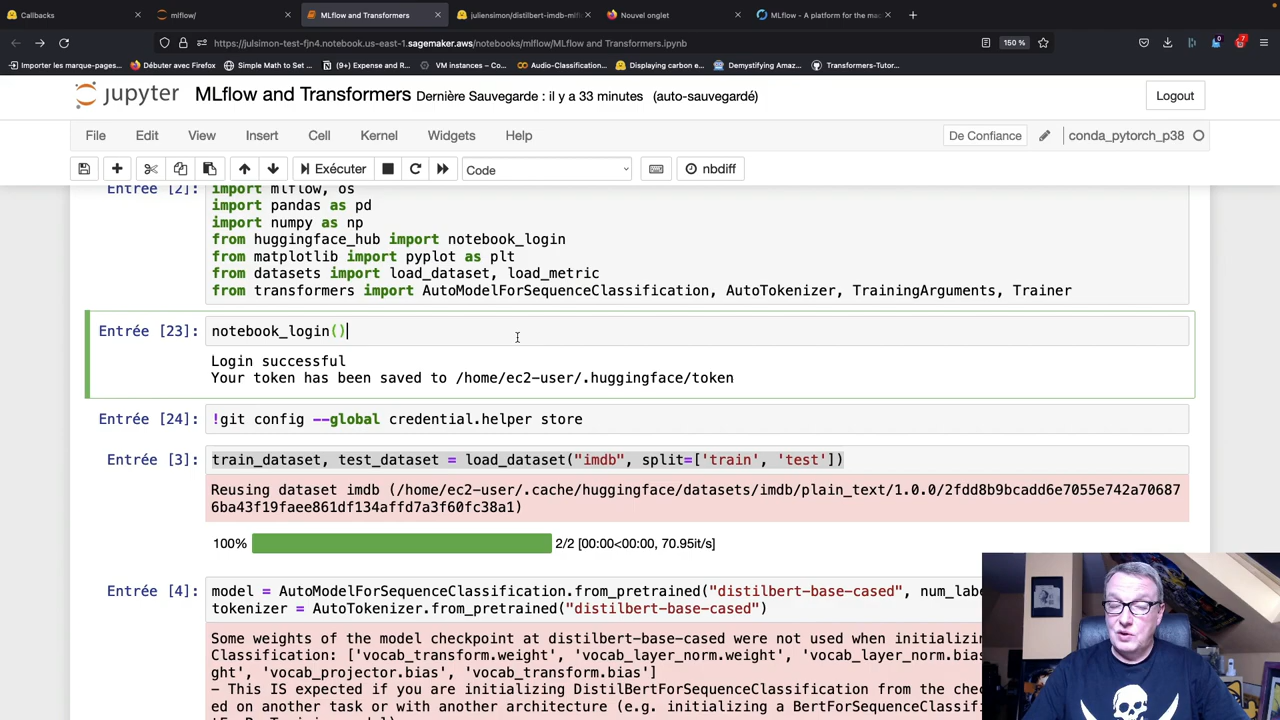 Callbacks
mlflow/
MLflow and Transformers
juliensimon/distilbert-imdb-mlfl
Nouvel onglet
MLflow - A platform for the mac
https://julsimon-test-fjn4.notebook.us-east-1.sagemaker.aws/notebooks/mlflow/MLflow and Transformers.ipynb
150 %
Importer les marque-pages...
Débuter avec Firefox
Simple Math to Set ...
(9+) Expense and R...
VM instances – Co...
Audio-Classification...
Displaying carbon e...
Demystifying Amaz...
Transformers-Tutor...
jupyter MLflow and Transformers Dernière Sauvegarde : il y a 33 minutes (auto-sauvegardé)
Logout
File Edit View Insert Cell Kernel Widgets Help
De Confiance
conda_pytorch_p38
Exécuter
Code
nbdiff
Entrée [2]: import mlflow, os
import pandas as pd
import numpy as np
from huggingface_hub import notebook_login
from matplotlib import pyplot as plt
from datasets import load_dataset, load_metric
from transformers import AutoModelForSequenceClassification, AutoTokenizer, TrainingArguments, Trainer
Entrée [23]: notebook_login()
Login successful
Your token has been saved to /home/ec2-user/.huggingface/token
Entrée [24]: !git config --global credential.helper store
Entrée [3]: train_dataset, test_dataset = load_dataset("imdb", split=['train', 'test'])
Reusing dataset imdb (/home/ec2-user/.cache/huggingface/datasets/imdb/plain_text/1.0.0/2fdd8b9bcadd6e7055e742a70687
6ba43f19faee861df134affd7a3f60fc38a1)
100% 2/2 [00:00<00:00, 70.95it/s]
Entrée [4]: model = AutoModelForSequenceClassification.from_pretrained("distilbert-base-cased", num_labe
tokenizer = AutoTokenizer.from_pretrained("distilbert-base-cased")
Some weights of the model checkpoint at distilbert-base-cased were not used when initializin
Classification: ['vocab_transform.weight', 'vocab_layer_norm.weight', 'vocab_layer_norm.bias
ght', 'vocab_projector.bias', 'vocab_transform.bias']
- This IS expected if you are initializing DistilBertForSequenceClassification from the chec
ed on another task or with another architecture (e.g. initializing a BertForSequenceClassifi